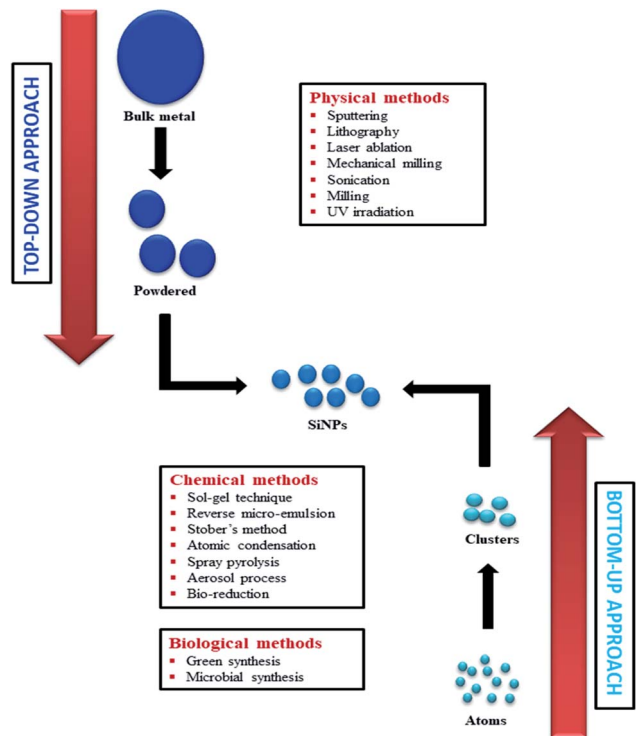 TOP-DOWN APPROACH
Bulk metal
Powdered
Physical methods
Sputtering
Lithography
Laser ablation
Mechanical milling
Sonication
Milling
UV irradiation
SiNPs
Chemical methods
Sol-gel technique
Reverse micro-emulsion
Stober's method
Atomic condensation
Spray pyrolysis
Aerosol process
Bio-reduction
Biological methods
Green synthesis
Microbial synthesis
Clusters
Atoms
BOTTOM-UP APPROACH